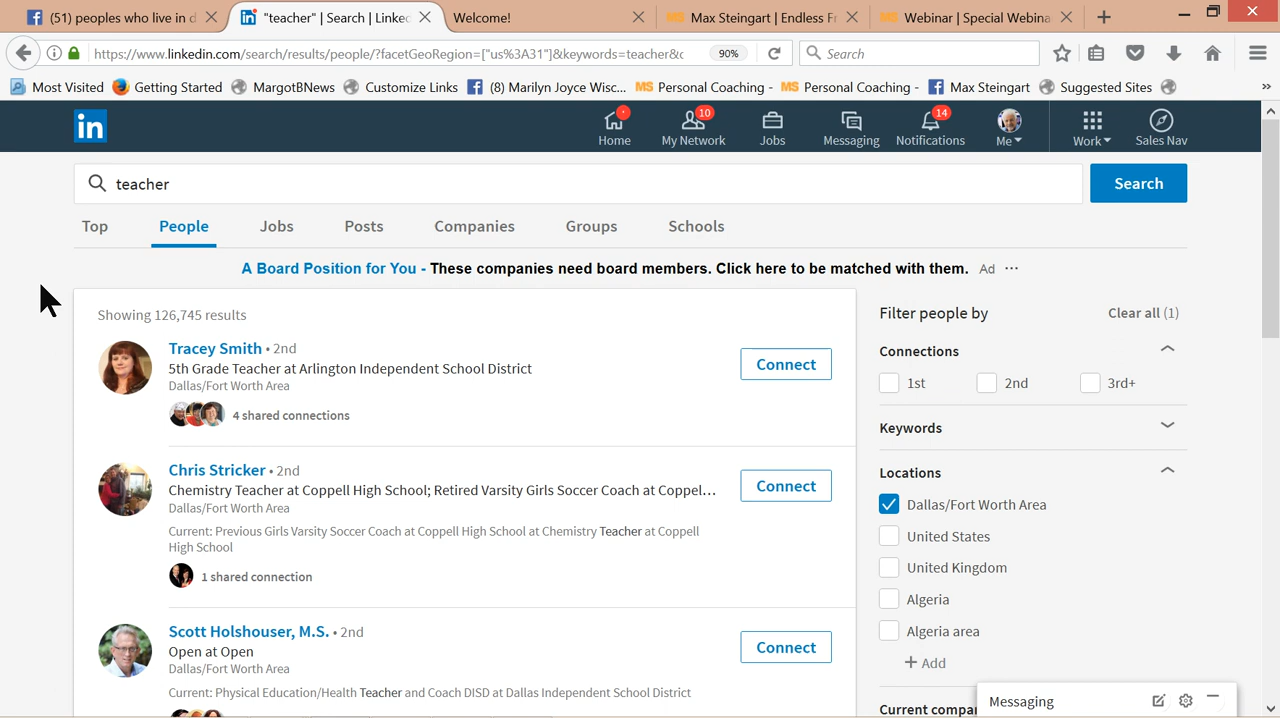 (51) peoples who live in d
"teacher" | Search | Linke
Welcome!
MS Max Steingart | Endless Fr
MS Webinar | Special Webina
https://www.linkedin.com/search/results/people/?facetGeoRegion=["us%3A31"]&keywords=teacher&c
90%
Search
Most Visited
Getting Started
MargotBNews
Customize Links
(8) Marilyn Joyce Wisc...
MS Personal Coaching -
MS Personal Coaching -
Max Steingart
Suggested Sites
in
Home
10
My Network
Jobs
Messaging
14
Notifications
Me
Work
Sales Nav
teacher
Search
Top
People
Jobs
Posts
Companies
Groups
Schools
A Board Position for You - These companies need board members. Click here to be matched with them. Ad ...
Showing 126,745 results
Tracey Smith • 2nd
5th Grade Teacher at Arlington Independent School District
Dallas/Fort Worth Area
4 shared connections
Connect
Chris Stricker • 2nd
Chemistry Teacher at Coppell High School; Retired Varsity Girls Soccer Coach at Coppel...
Dallas/Fort Worth Area
Current: Previous Girls Varsity Soccer Coach at Coppell High School at Chemistry Teacher at Coppell
High School
1 shared connection
Connect
Scott Holshouser, M.S. • 2nd
Open at Open
Dallas/Fort Worth Area
Current: Physical Education/Health Teacher and Coach DISD at Dallas Independent School District
Connect
Filter people by
Clear all (1)
Connections
1st
2nd
3rd+
Keywords
Locations
Dallas/Fort Worth Area
United States
United Kingdom
Algeria
Algeria area
+ Add
Current compa
Messaging